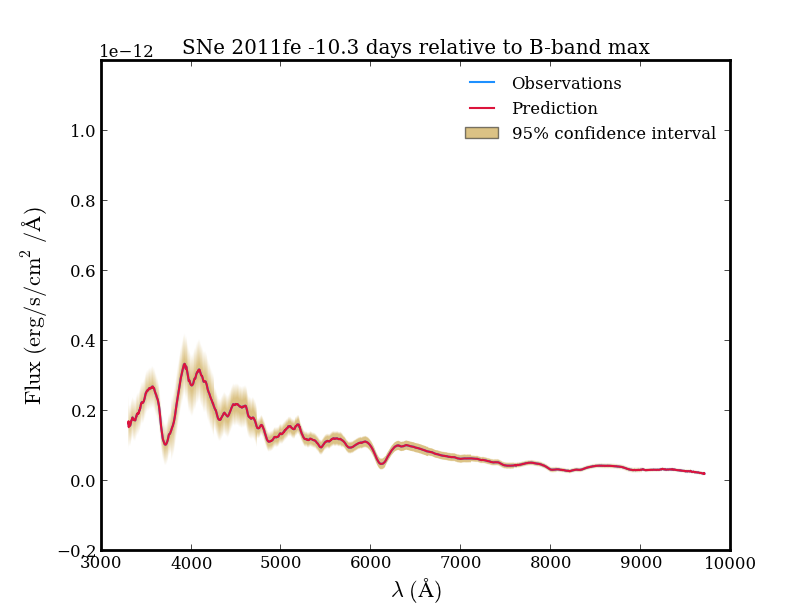 SNe 2011fe -10.3 days relative to B-band max
1e−12
Observations
Prediction
95% confidence interval
1.0
0.8
0.6
0.4
0.2
0.0
−0.2
Flux (erg/s/cm² /Å)
3000 4000 5000 6000 7000 8000 9000 10000
λ (Å)